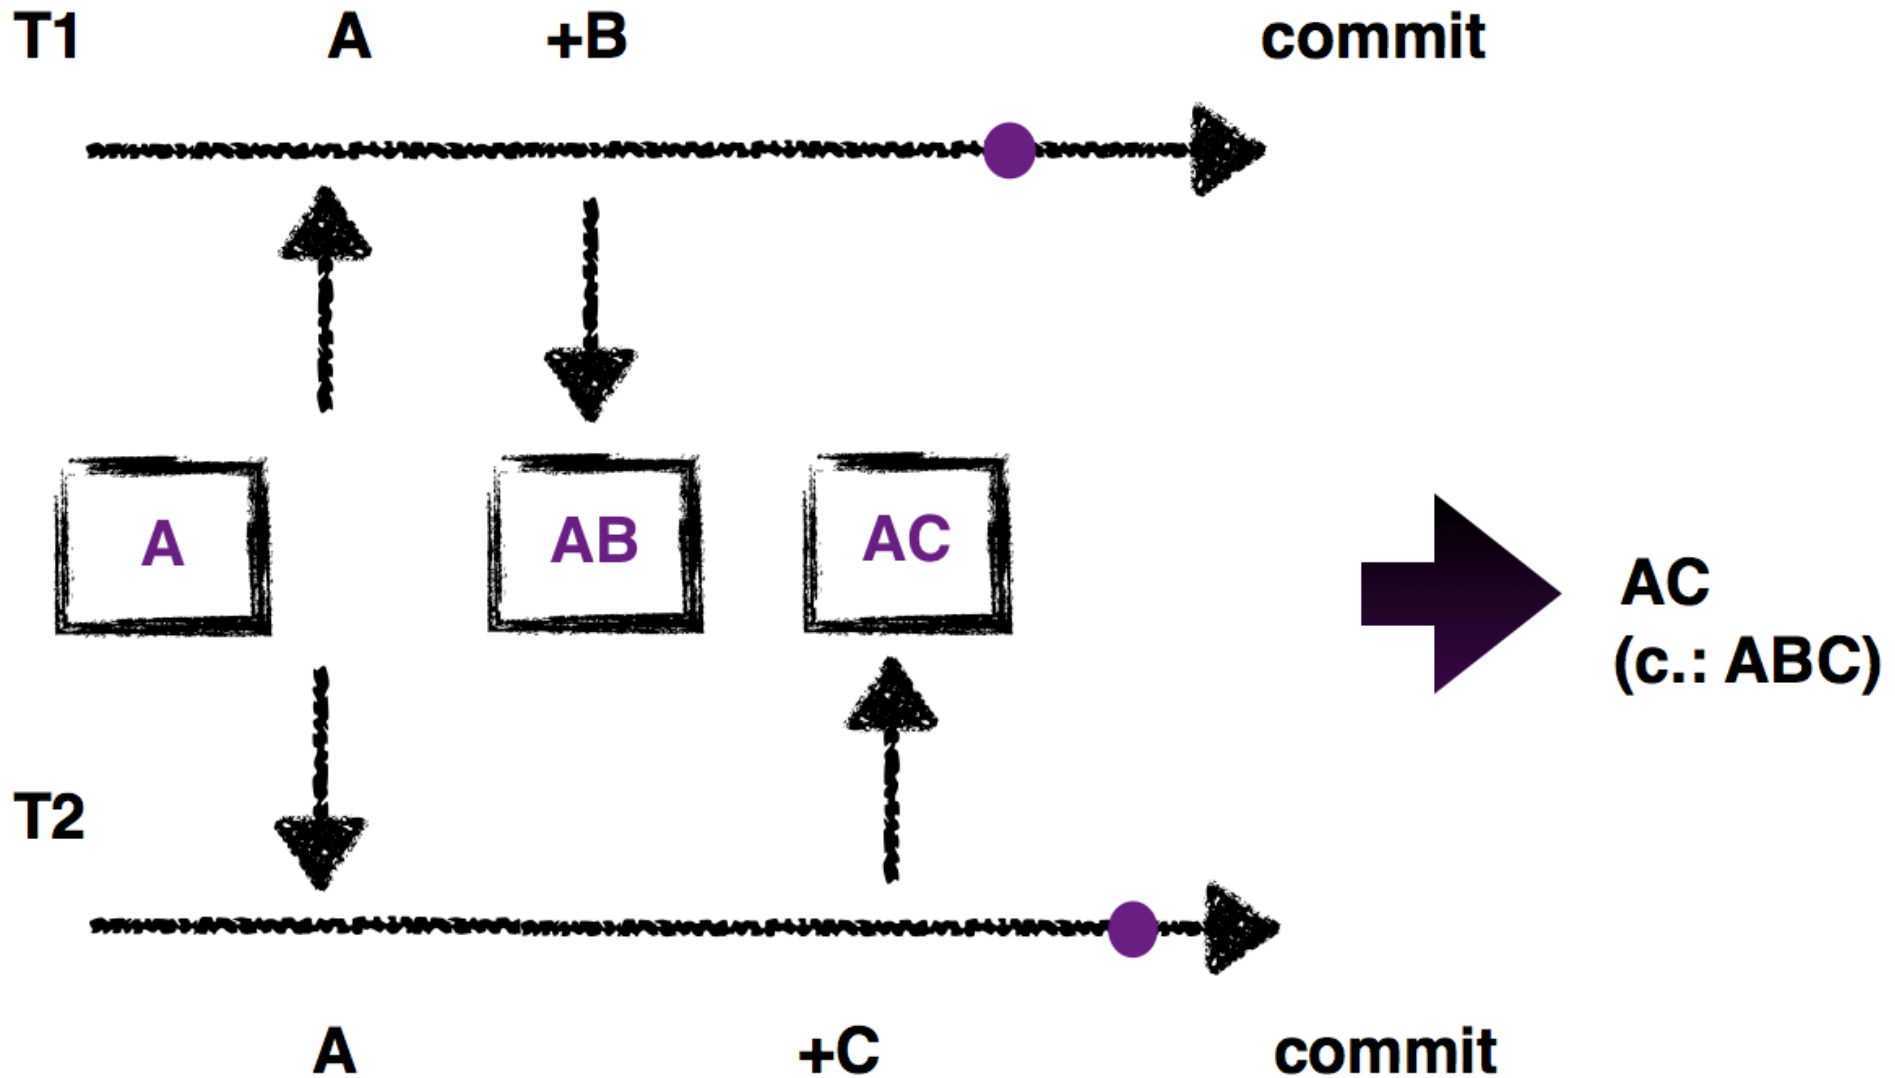 T1 A +B commit
A AB AC
AC
(c.: ABC)
T2
A +C commit